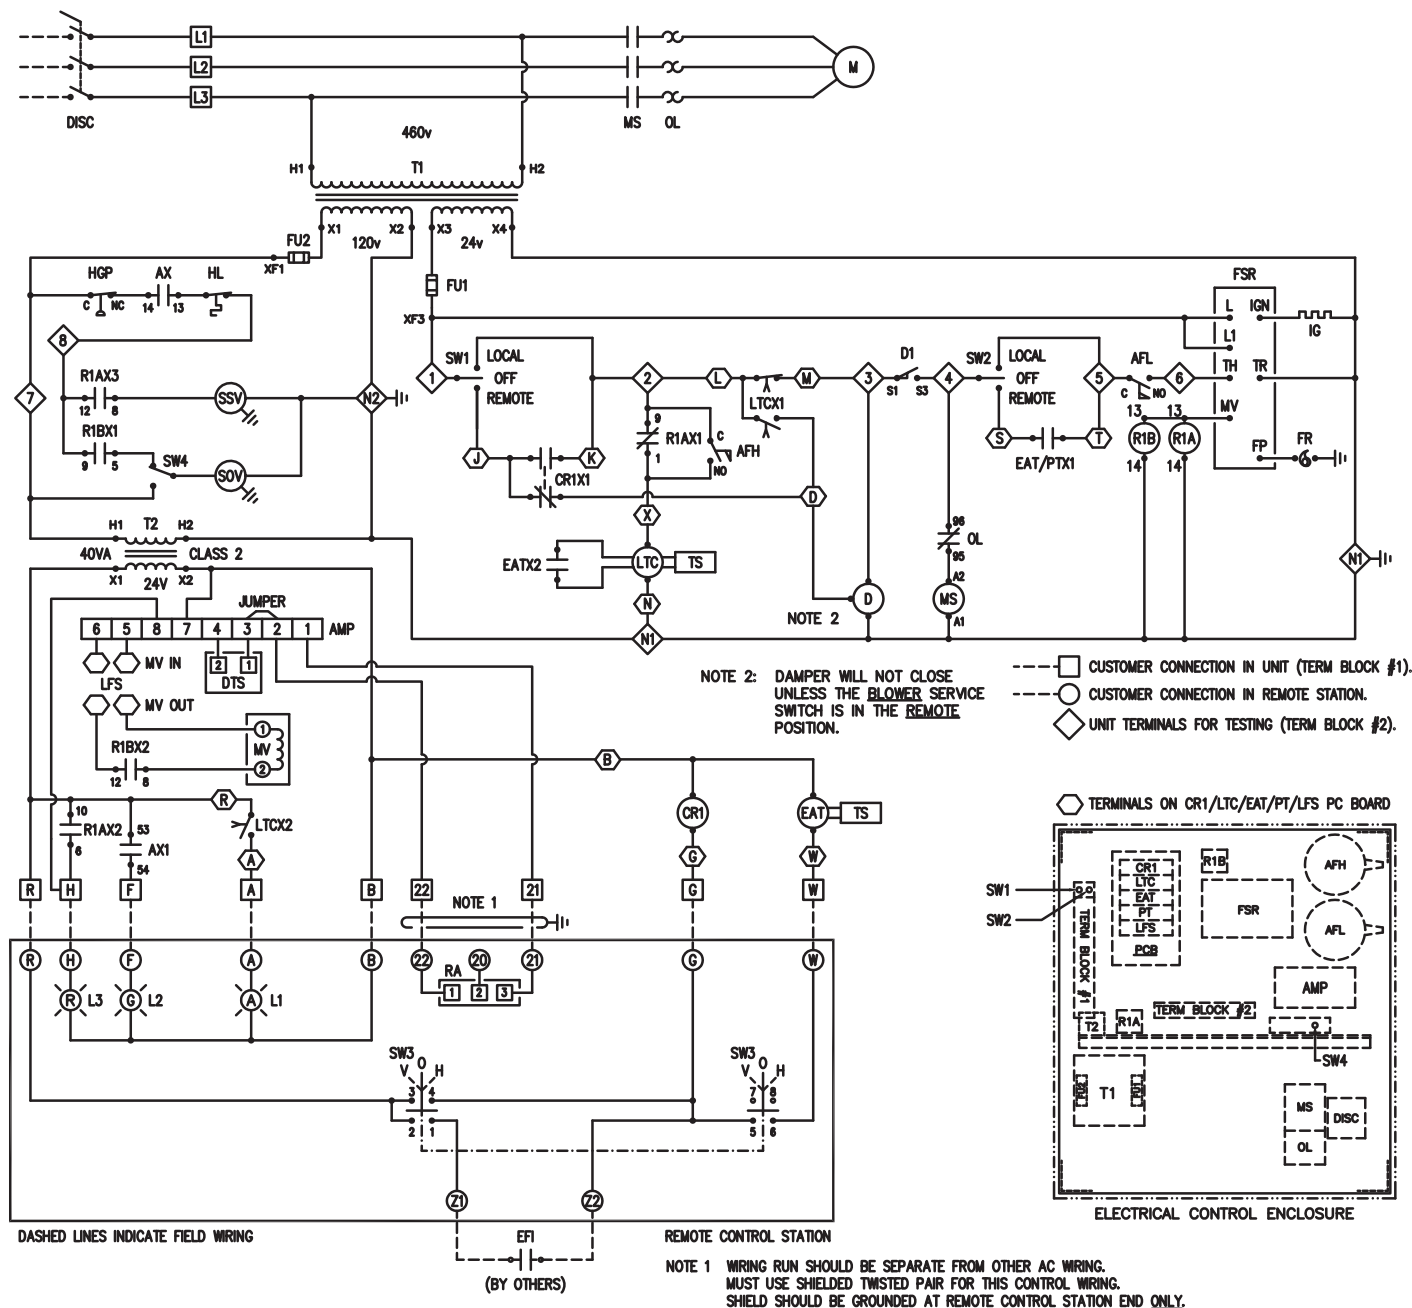 L1
L2
L3
M
DISC
MS OL
460v
H1 T1 H2
X1 X2 X3 X4
120v 24v
FU2
XF1
FU1
XF3
HGP AX HL
C NC 14 13
8
7
R1AX3
12 8
SSV
N2
R1BX1
9 5
SW4
SOV
H1 T2 H2
40VA CLASS 2
X1 24V X2
JUMPER
6 5 8 7 4 3 2 1 AMP
MV IN
LFS
MV OUT
2 1
DTS
1
MV
2
R1BX2
12 8
1
SW1
LOCAL
OFF
REMOTE
J K
CR1X1
2
L M
LTCX1
9
R1AX1
1
C
AFH
NO
X
EATX2
LTC TS
N
N1
D
3
D1
S1 S3
4
SW2
LOCAL
OFF
REMOTE
S T
EAT/PTX1
96
OL
95
A2
MS
A1
D
NOTE 2
5
AFL
C NO
6
13 13
R1B R1A
14 14
FSR
L IGN
L1
TH TR
MV
FP
IG
FR
N1
NOTE 2: DAMPER WILL NOT CLOSE
UNLESS THE BLOWER SERVICE
SWITCH IS IN THE REMOTE
POSITION.
CUSTOMER CONNECTION IN UNIT (TERM BLOCK #1).
CUSTOMER CONNECTION IN REMOTE STATION.
UNIT TERMINALS FOR TESTING (TERM BLOCK #2).
TERMINALS ON CR1/LTC/EAT/PT/LFS PC BOARD
B
R
10
R1AX2
6
53
AX1
54
LTCX2
A
CR1
EAT TS
G W
R H F A B 22 21 G W
NOTE 1
R H F A B 22 20 21 G W
RA
1 2 3
R L3 G L2 A L1
SW3
V O H
3 4
2 1
SW3
V O H
7 8
5 6
Z1 Z2
EF1
(BY OTHERS)
DASHED LINES INDICATE FIELD WIRING
REMOTE CONTROL STATION
NOTE 1 WIRING RUN SHOULD BE SEPARATE FROM OTHER AC WIRING.
MUST USE SHIELDED TWISTED PAIR FOR THIS CONTROL WIRING.
SHIELD SHOULD BE GROUNDED AT REMOTE CONTROL STATION END ONLY.
SW1
SW2
TERM BLOCK #1
CR1
LTC
EAT
PT
LFS
PCB
R1B
FSR
AFH
AFL
AMP
T2
R1A
TERM BLOCK #2
SW4
FU2
T1
FU1
MS
OL
DISC
ELECTRICAL CONTROL ENCLOSURE